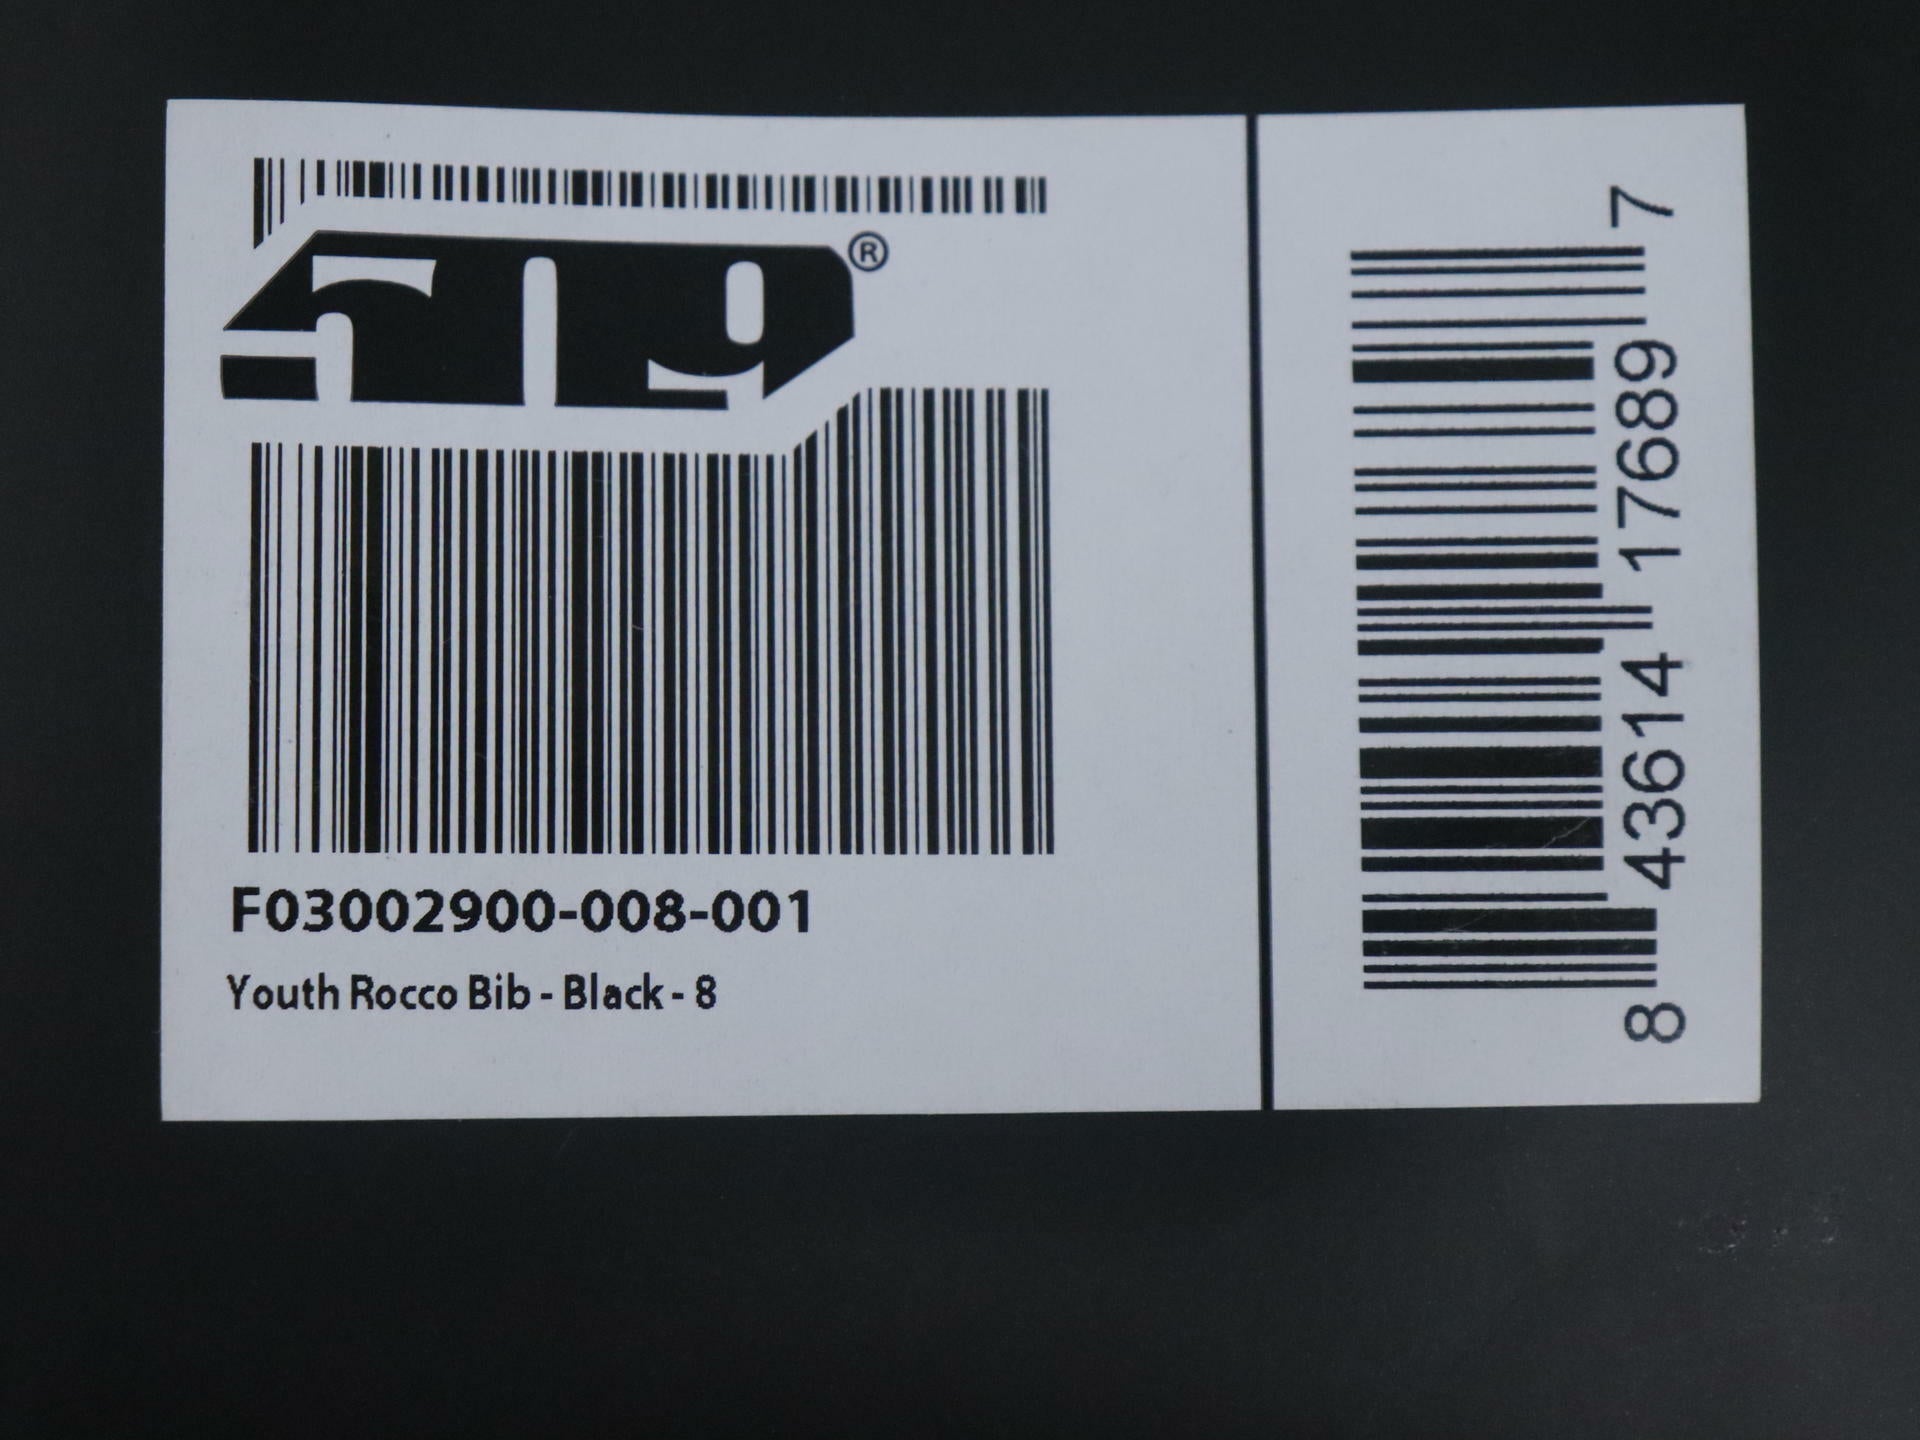 509®
F03002900-008-001
Youth Rocco Bib - Black - 8
8 43614 17689 7